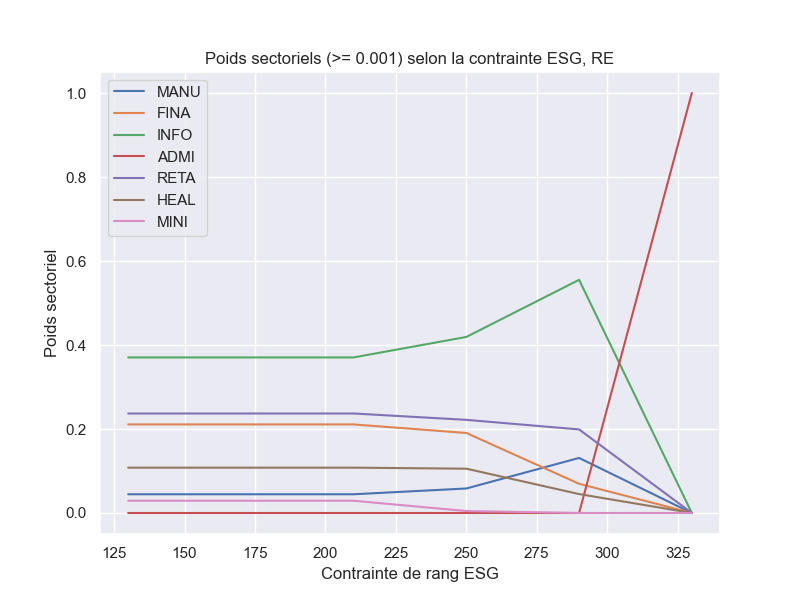 Poids sectoriels (>= 0.001) selon la contrainte ESG, RE
MANU
FINA
INFO
ADMI
RETA
HEAL
MINI
1.0
0.8
0.6
0.4
0.2
0.0
Poids sectoriel
125 150 175 200 225 250 275 300 325
Contrainte de rang ESG